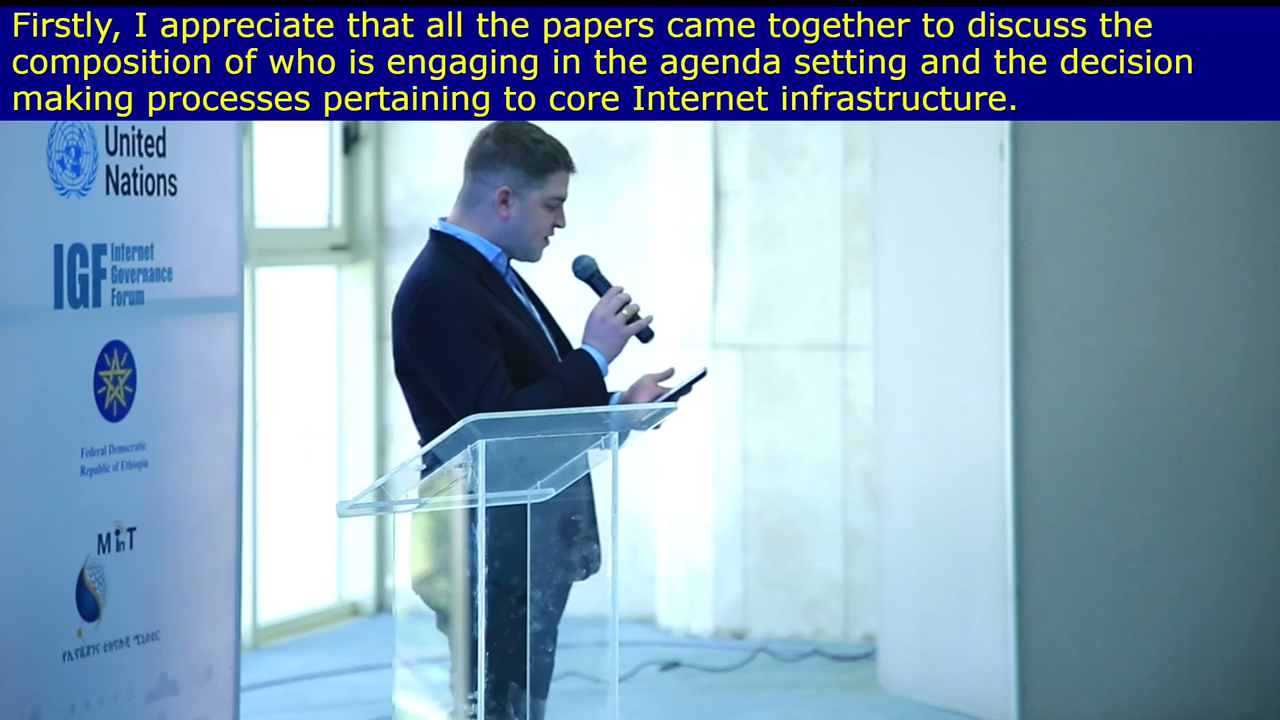 Firstly, I appreciate that all the papers came together to discuss the
composition of who is engaging in the agenda setting and the decision
making processes pertaining to core Internet infrastructure.
United
Nations
IGF Internet
Governance
Forum
Federal Democratic
Republic of Ethiopia
M in T